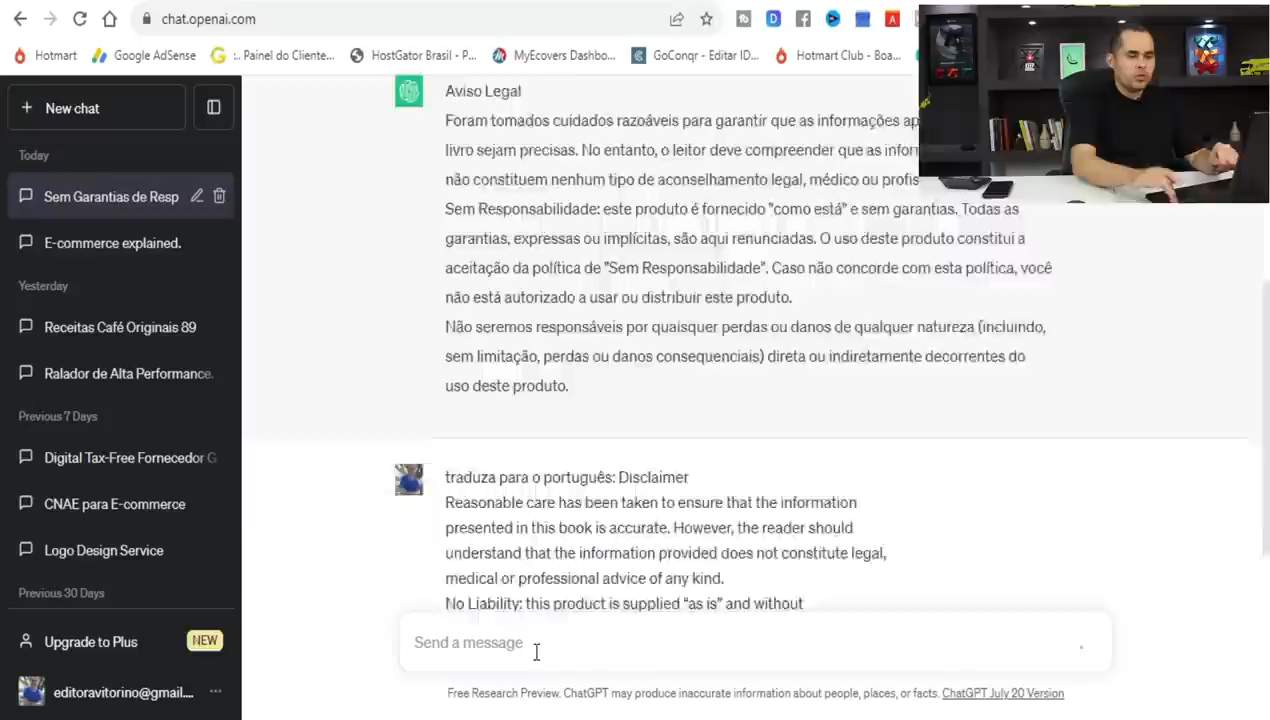 chat.openai.com
Hotmart
Google AdSense
:. Painel do Cliente...
HostGator Brasil - P...
MyEcovers Dashbo...
GoConqr - Editar ID...
Hotmart Club - Boa...
New chat
Today
Sem Garantias de Resp
E-commerce explained.
Yesterday
Receitas Café Originais 89
Ralador de Alta Performance.
Previous 7 Days
Digital Tax-Free Fornecedor G
CNAE para E-commerce
Logo Design Service
Previous 30 Days
Upgrade to Plus
NEW
editoravitorino@gmail....
Aviso Legal
Foram tomados cuidados razoáveis para garantir que as informações ap
livro sejam precisas. No entanto, o leitor deve compreender que as infor
não constituem nenhum tipo de aconselhamento legal, médico ou profis
Sem Responsabilidade: este produto é fornecido "como está" e sem garantias. Todas as
garantias, expressas ou implícitas, são aqui renunciadas. O uso deste produto constitui a
aceitação da política de "Sem Responsabilidade". Caso não concorde com esta política, você
não está autorizado a usar ou distribuir este produto.
Não seremos responsáveis por quaisquer perdas ou danos de qualquer natureza (incluindo,
sem limitação, perdas ou danos consequenciais) direta ou indiretamente decorrentes do
uso deste produto.
traduza para o português: Disclaimer
Reasonable care has been taken to ensure that the information
presented in this book is accurate. However, the reader should
understand that the information provided does not constitute legal,
medical or professional advice of any kind.
No Liability: this product is supplied “as is” and without
Send a message
Free Research Preview. ChatGPT may produce inaccurate information about people, places, or facts. ChatGPT July 20 Version